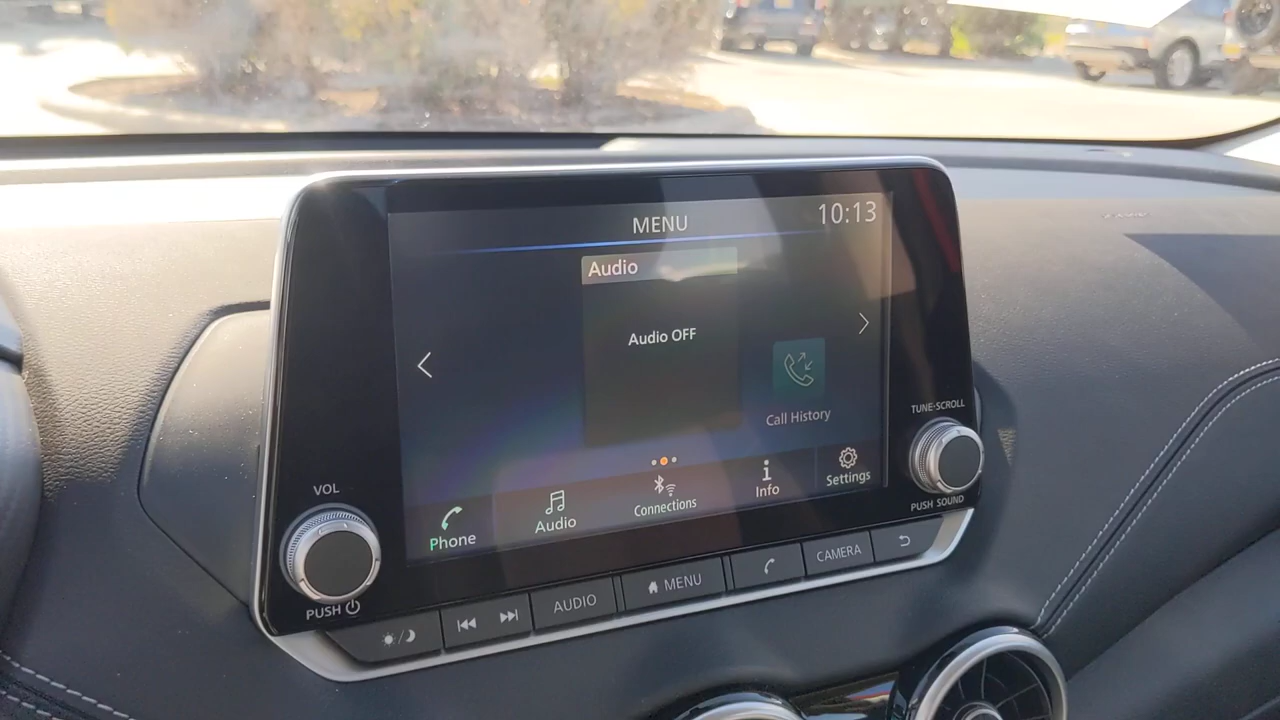 MENU
10:13
Audio
Audio OFF
Call History
Phone
Audio
Connections
Info
Settings
VOL
PUSH
TUNE·SCROLL
PUSH SOUND
AUDIO
MENU
CAMERA